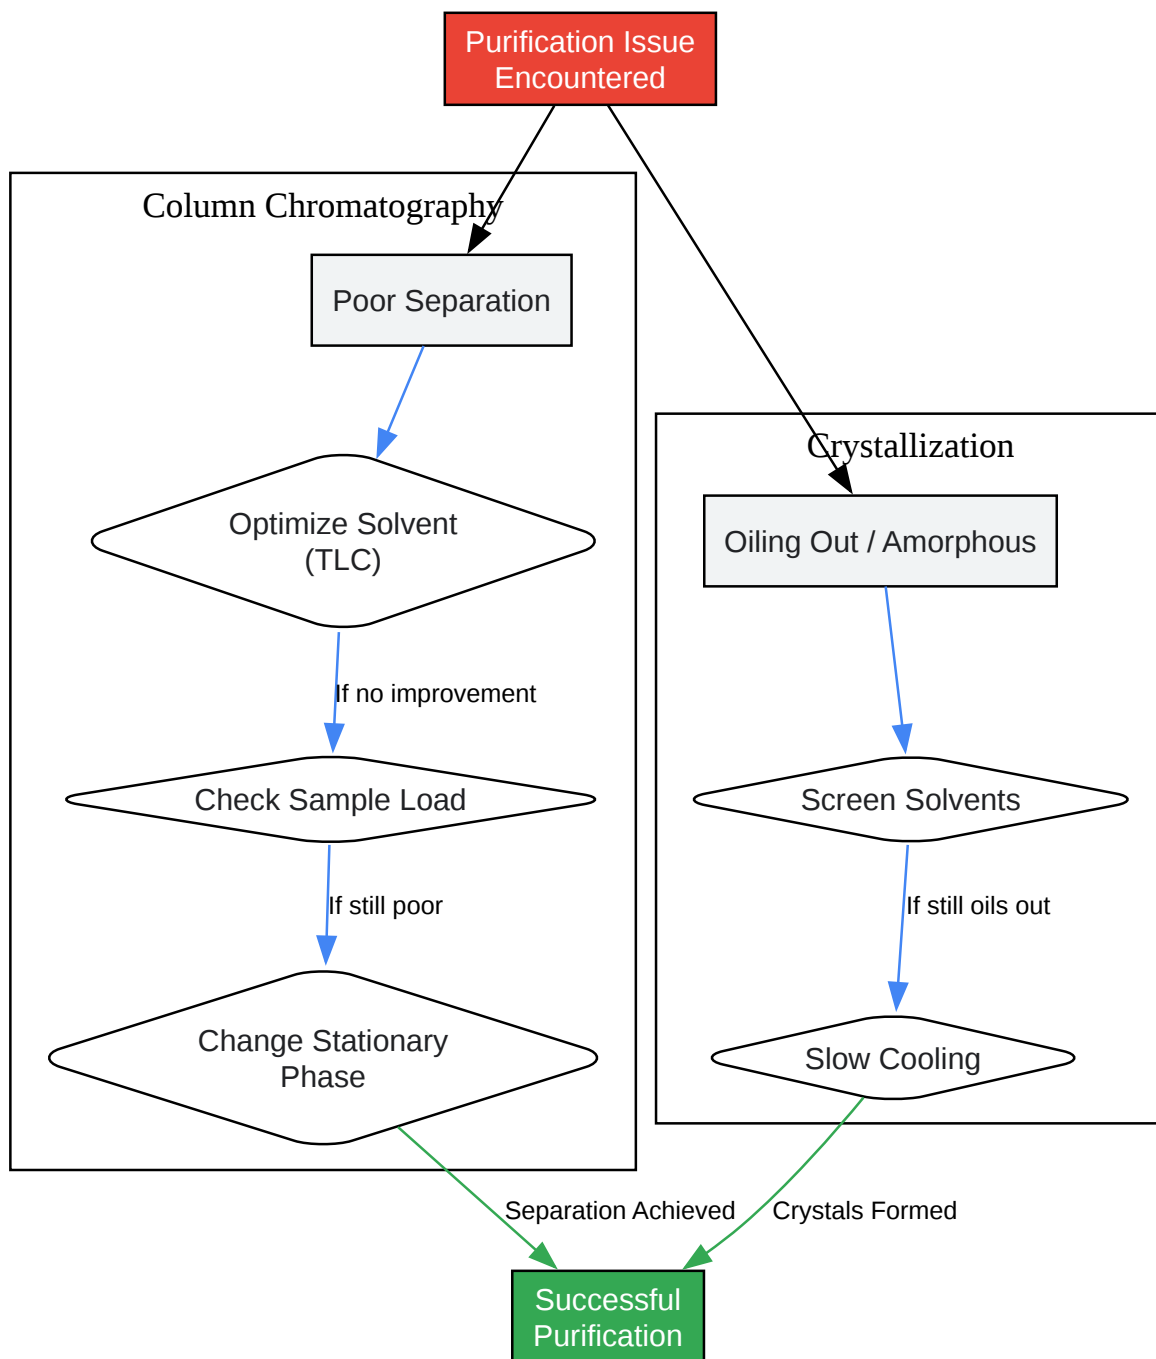 Purification Issue
Encountered
Column Chromatography
Poor Separation
Optimize Solvent
(TLC)
If no improvement
Check Sample Load
If still poor
Change Stationary
Phase
Crystallization
Oiling Out / Amorphous
Screen Solvents
If still oils out
Slow Cooling
Separation Achieved
Crystals Formed
Successful
Purification